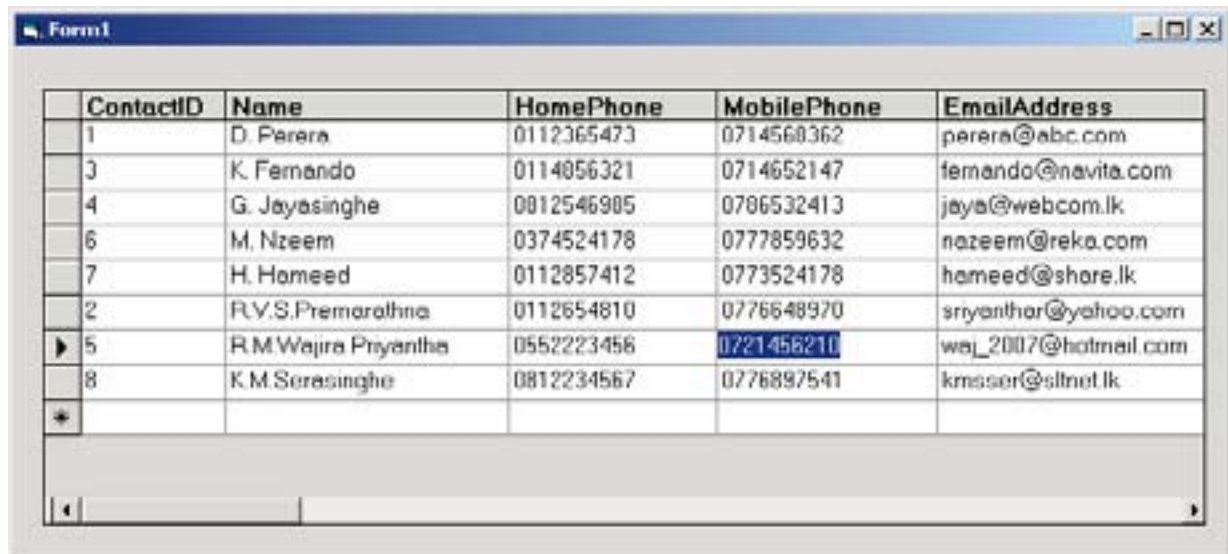 Form1
ContactID Name HomePhone MobilePhone EmailAddress
1 D. Perera 0112365473 0714568362 perera@abc.com
3 K. Fernando 0114856321 0714652147 fernando@navita.com
4 G. Jayasinghe 0812546985 0786532413 jaya@webcom.lk
6 M. Nzeem 0374524178 0777859632 nazeem@reka.com
7 H. Hameed 0112857412 0773524178 hameed@share.lk
2 R.V.S.Premarathna 0112654810 0776648970 sriyanthar@yahoo.com
5 R.M.Wajira Priyantha 0552223456 0721456210 waj_2007@hotmail.com
8 K.M.Serasinghe 0812234567 0776897541 kmsser@sltnet.lk